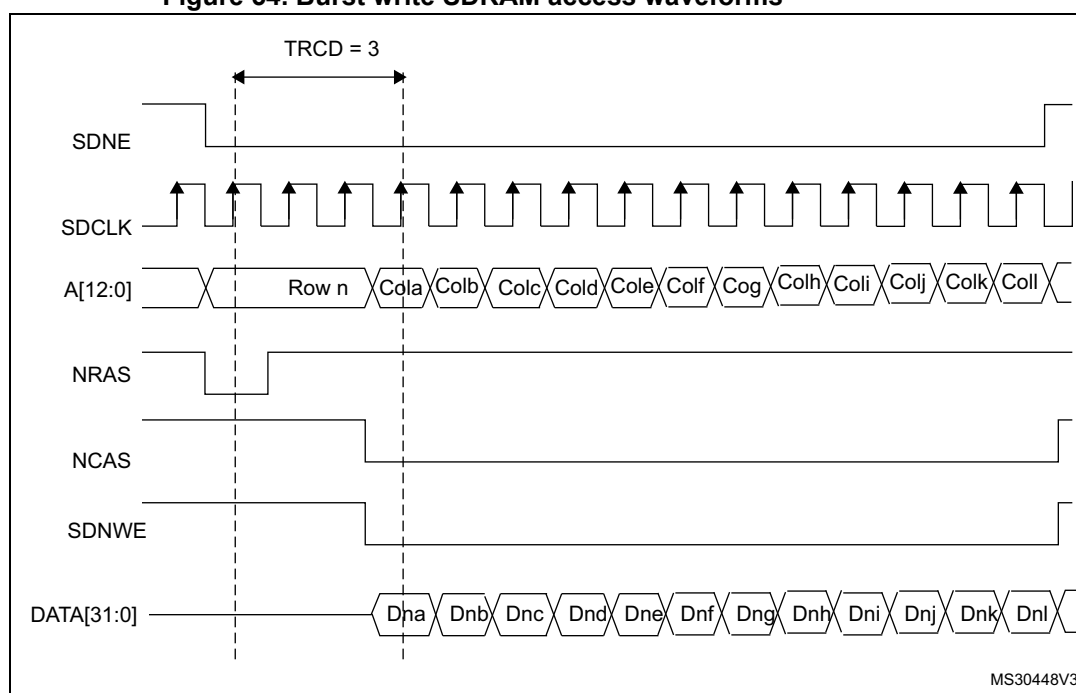 Figure 64. Burst write SDRAM access waveforms
TRCD = 3
SDNE
SDCLK
A[12:0] Row n Cola Colb Colc Cold Cole Colf Cog Colh Coli Colj Colk Coll
NRAS
NCAS
SDNWE
DATA[31:0] Dna Dnb Dnc Dnd Dne Dnf Dng Dnh Dni Dnj Dnk Dnl
MS30448V3